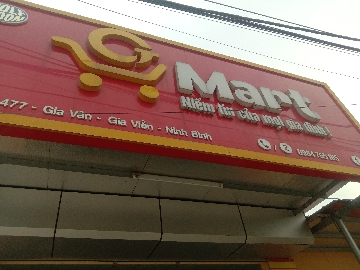 G
Mart
Niềm tin của mọi gia đình!
477 - Gia Vân - Gia Viễn - Ninh Bình